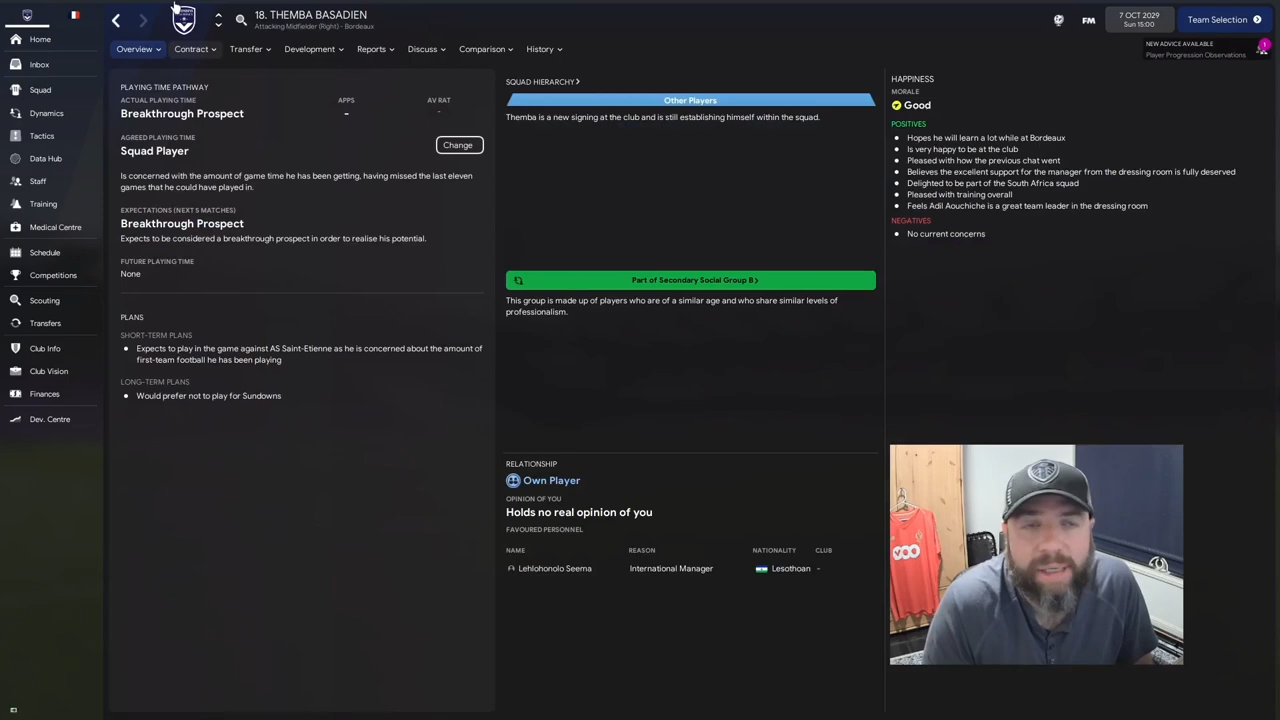 18. THEMBA BASADIEN
Attacking Midfielder (Right) - Bordeaux
FM
7 OCT 2029
Sun 15:00
Team Selection
Overview
Contract
Transfer
Development
Reports
Discuss
Comparison
History
NEW ADVICE AVAILABLE
Player Progression Observations
1
Home
Inbox
Squad
Dynamics
Tactics
Data Hub
Staff
Training
Medical Centre
Schedule
Competitions
Scouting
Transfers
Club Info
Club Vision
Finances
Dev. Centre
PLAYING TIME PATHWAY
ACTUAL PLAYING TIME APPS AV RAT
Breakthrough Prospect - -
AGREED PLAYING TIME
Squad Player
Change
Is concerned with the amount of game time he has been getting, having missed the last eleven
games that he could have played in.
EXPECTATIONS (NEXT 5 MATCHES)
Breakthrough Prospect
Expects to be considered a breakthrough prospect in order to realise his potential.
FUTURE PLAYING TIME
None
PLANS
SHORT-TERM PLANS
Expects to play in the game against AS Saint-Etienne as he is concerned about the amount of
first-team football he has been playing
LONG-TERM PLANS
Would prefer not to play for Sundowns
SQUAD HIERARCHY
Other Players
Themba is a new signing at the club and is still establishing himself within the squad.
Part of Secondary Social Group B
This group is made up of players who are of a similar age and who share similar levels of
professionalism.
RELATIONSHIP
Own Player
OPINION OF YOU
Holds no real opinion of you
FAVOURED PERSONNEL
NAME REASON NATIONALITY CLUB
Lehlohonolo Seema International Manager Lesothoan -
HAPPINESS
MORALE
Good
POSITIVES
Hopes he will learn a lot while at Bordeaux
Is very happy to be at the club
Pleased with how the previous chat went
Believes the excellent support for the manager from the dressing room is fully deserved
Delighted to be part of the South Africa squad
Pleased with training overall
Feels Adil Aouchiche is a great team leader in the dressing room
NEGATIVES
No current concerns
VOO